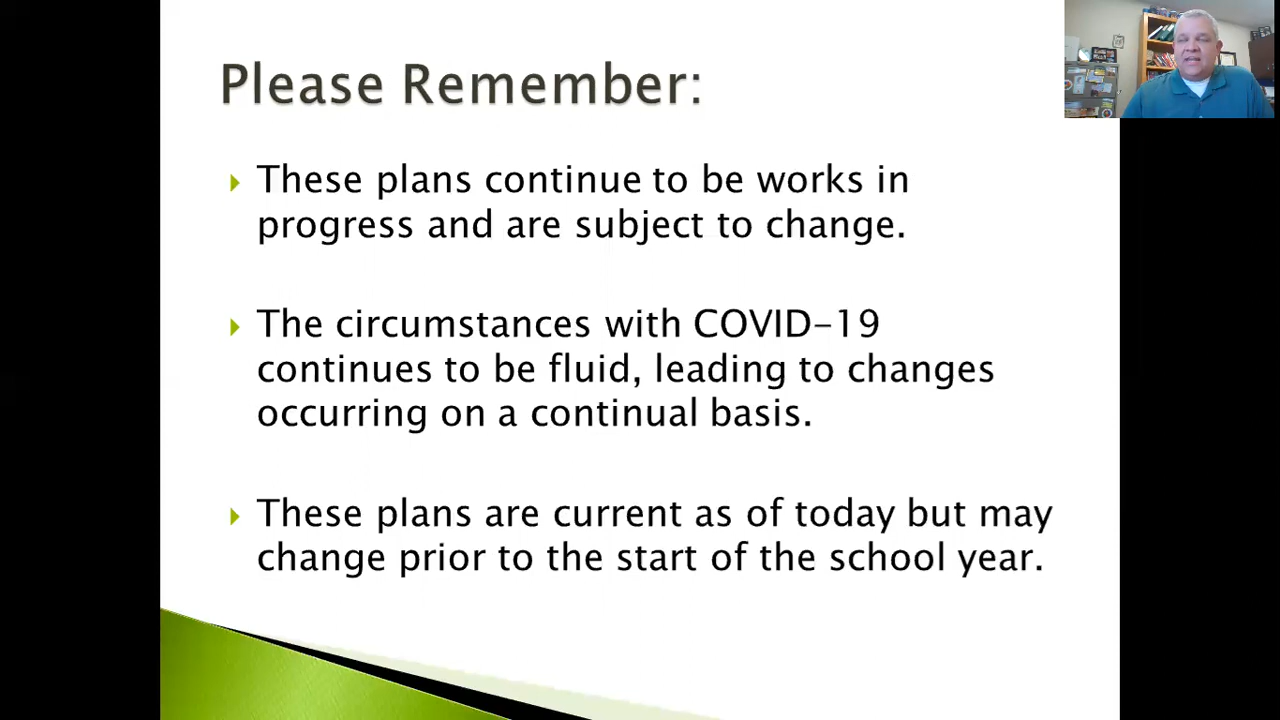 Please Remember:
These plans continue to be works in
progress and are subject to change.
The circumstances with COVID-19
continues to be fluid, leading to changes
occurring on a continual basis.
These plans are current as of today but may
change prior to the start of the school year.